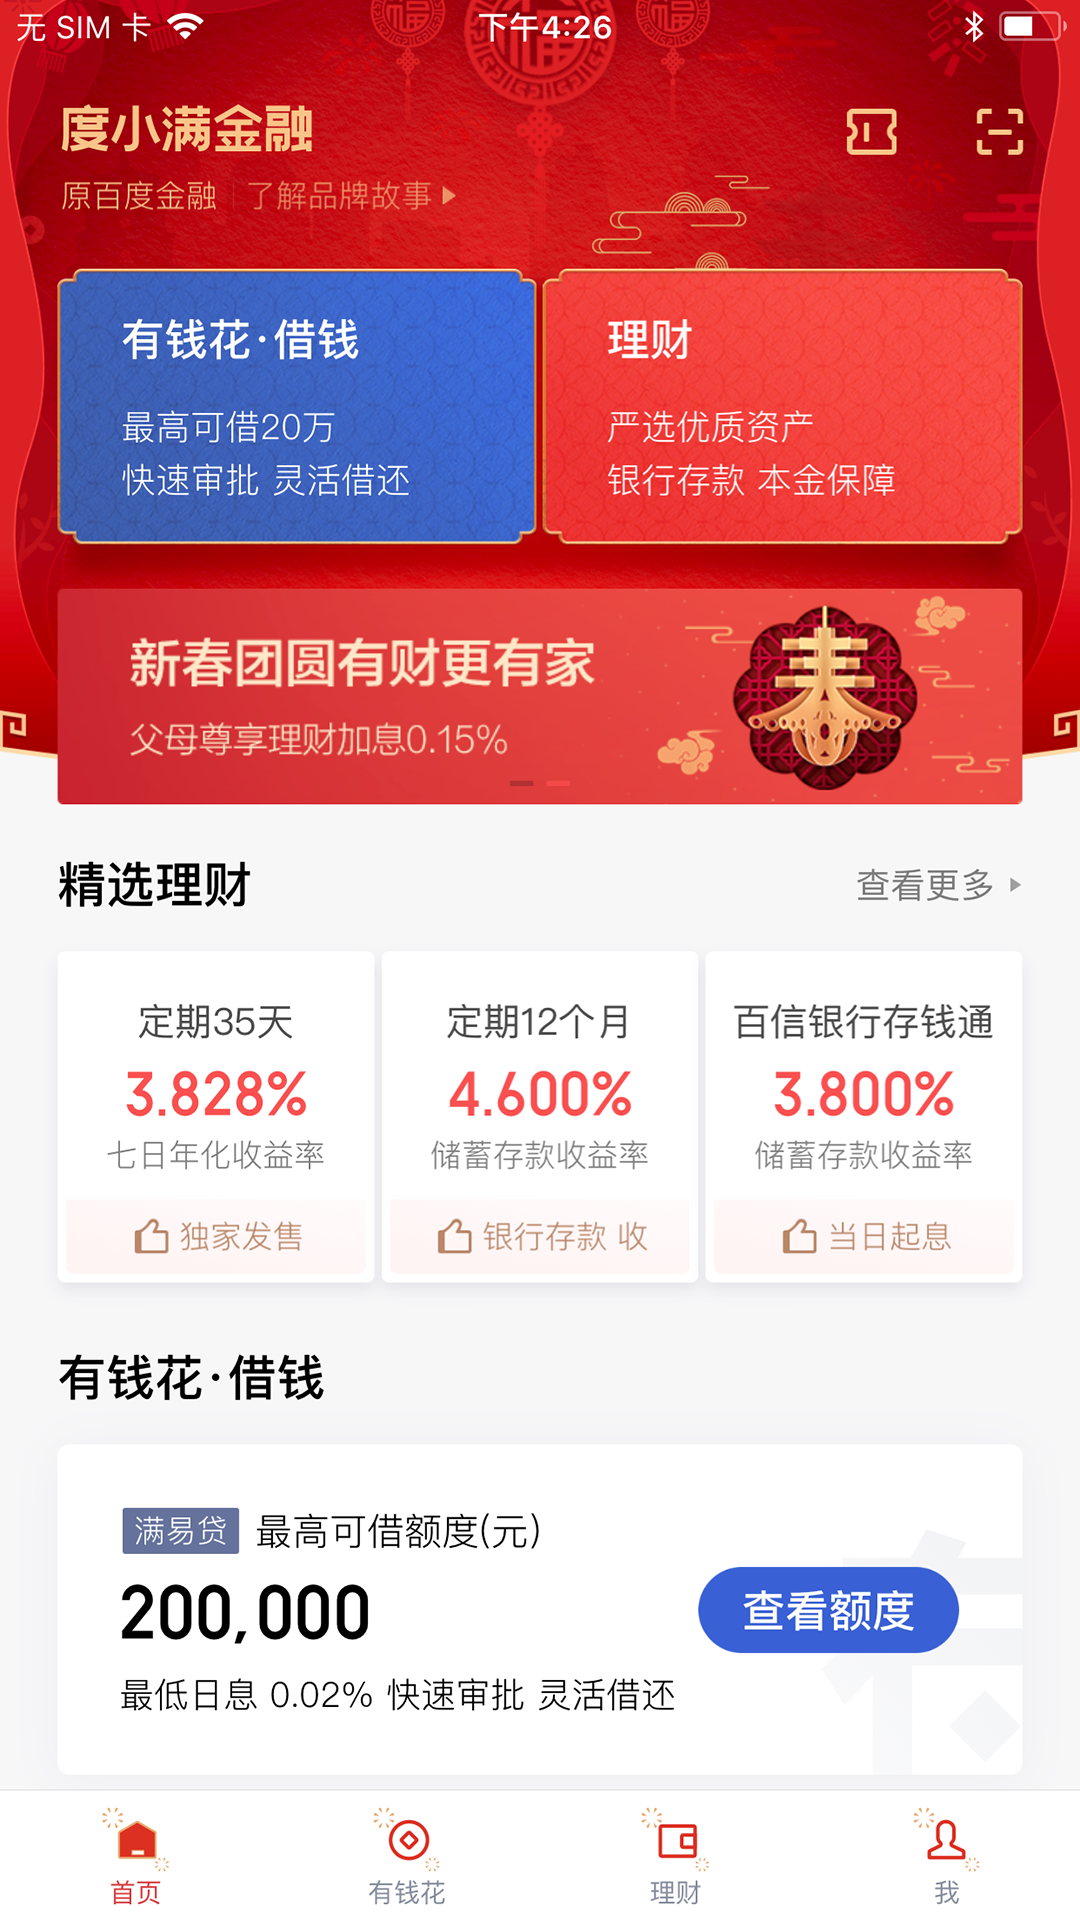 无 SIM 卡
下午4:26
度小满金融
原百度金融
了解品牌故事
有钱花·借钱
最高可借20万
快速审批 灵活借还
理财
严选优质资产
银行存款 本金保障
新春团圆有财更有家
父母尊享理财加息0.15%
春
精选理财
查看更多
定期35天
3.828%
七日年化收益率
独家发售
定期12个月
4.600%
储蓄存款收益率
银行存款 收
百信银行存钱通
3.800%
储蓄存款收益率
当日起息
有钱花·借钱
满易贷
最高可借额度(元)
200,000
查看额度
最低日息 0.02% 快速审批 灵活借还
首页
有钱花
理财
我